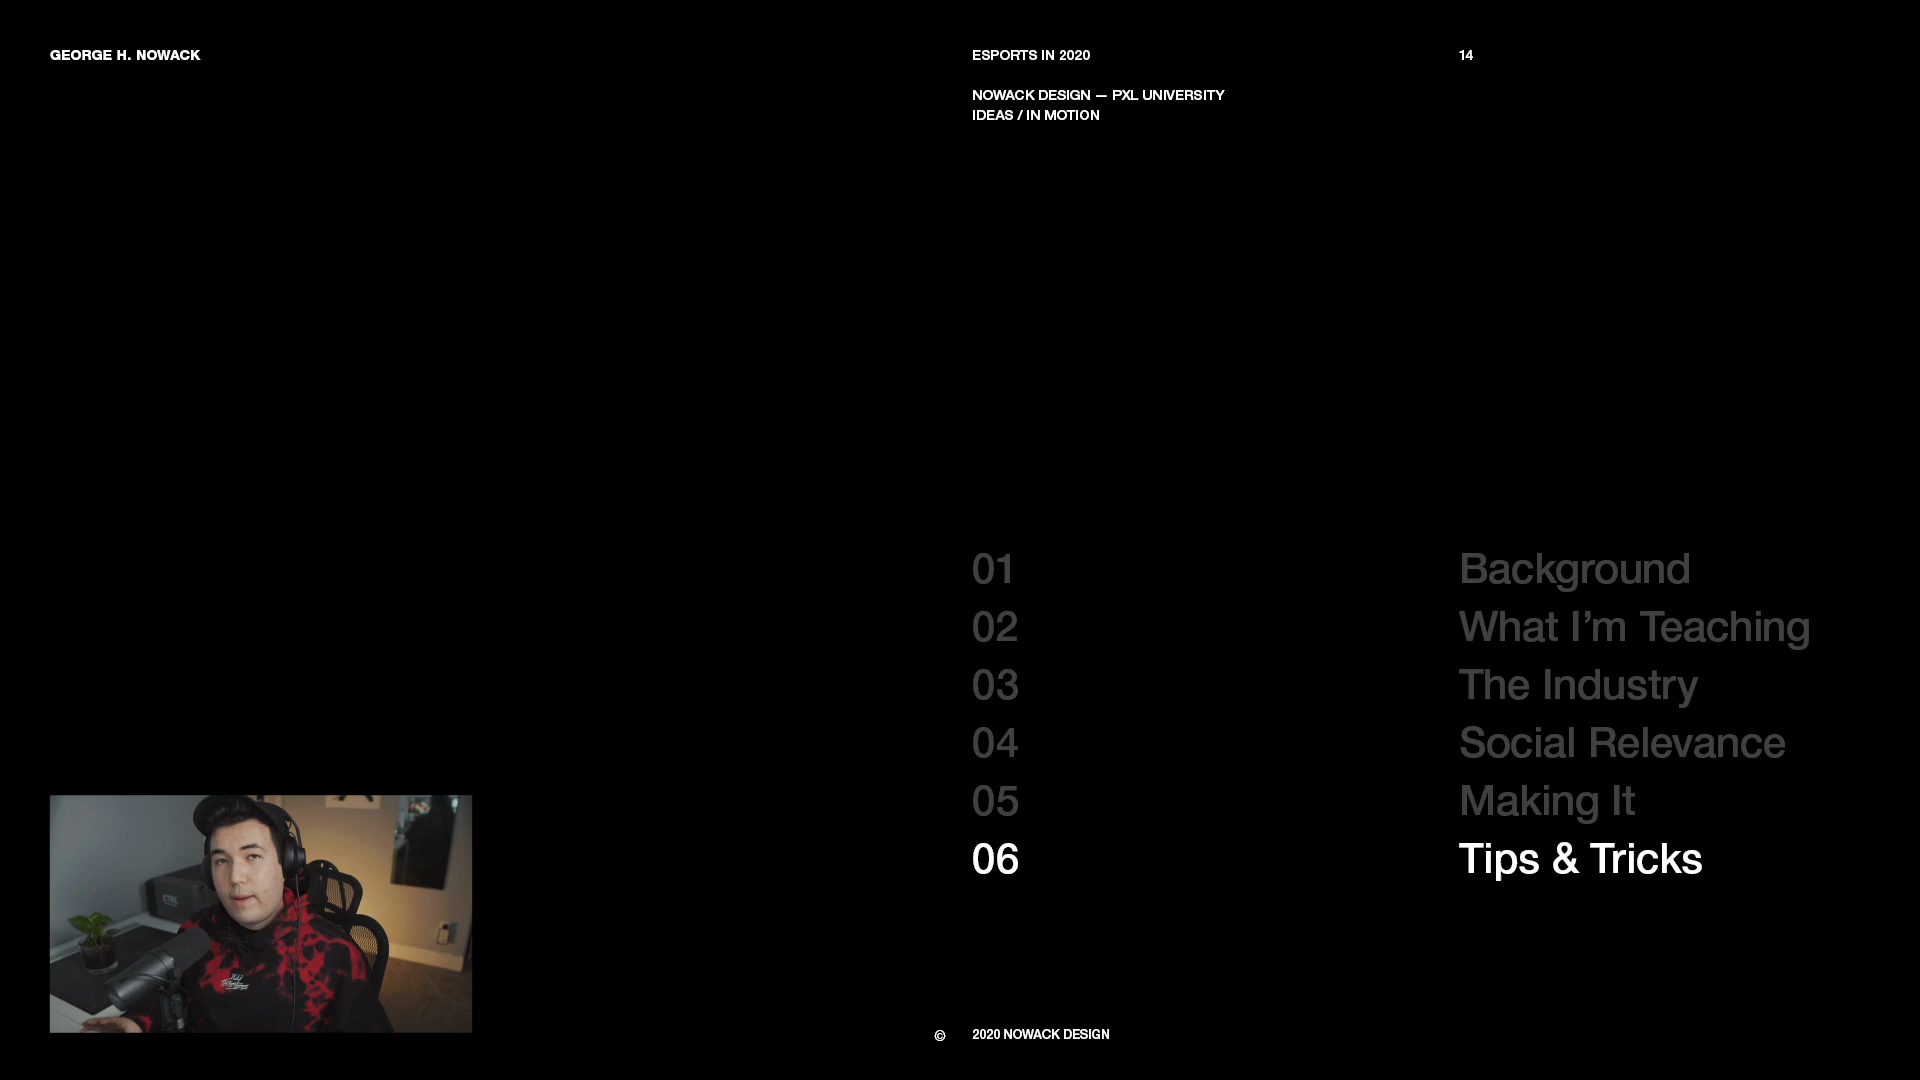 GEORGE H. NOWACK
ESPORTS IN 2020
14
NOWACK DESIGN — PXL UNIVERSITY
IDEAS / IN MOTION
01 Background
02 What I’m Teaching
03 The Industry
04 Social Relevance
05 Making It
06 Tips & Tricks
© 2020 NOWACK DESIGN